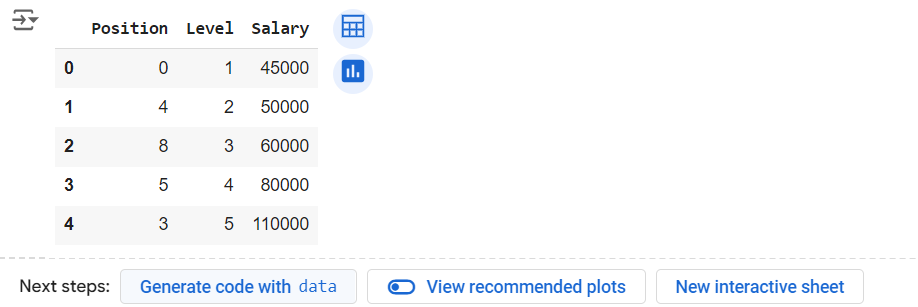 Position Level Salary
0 0 1 45000
1 4 2 50000
2 8 3 60000
3 5 4 80000
4 3 5 110000
Next steps: Generate code with data View recommended plots New interactive sheet